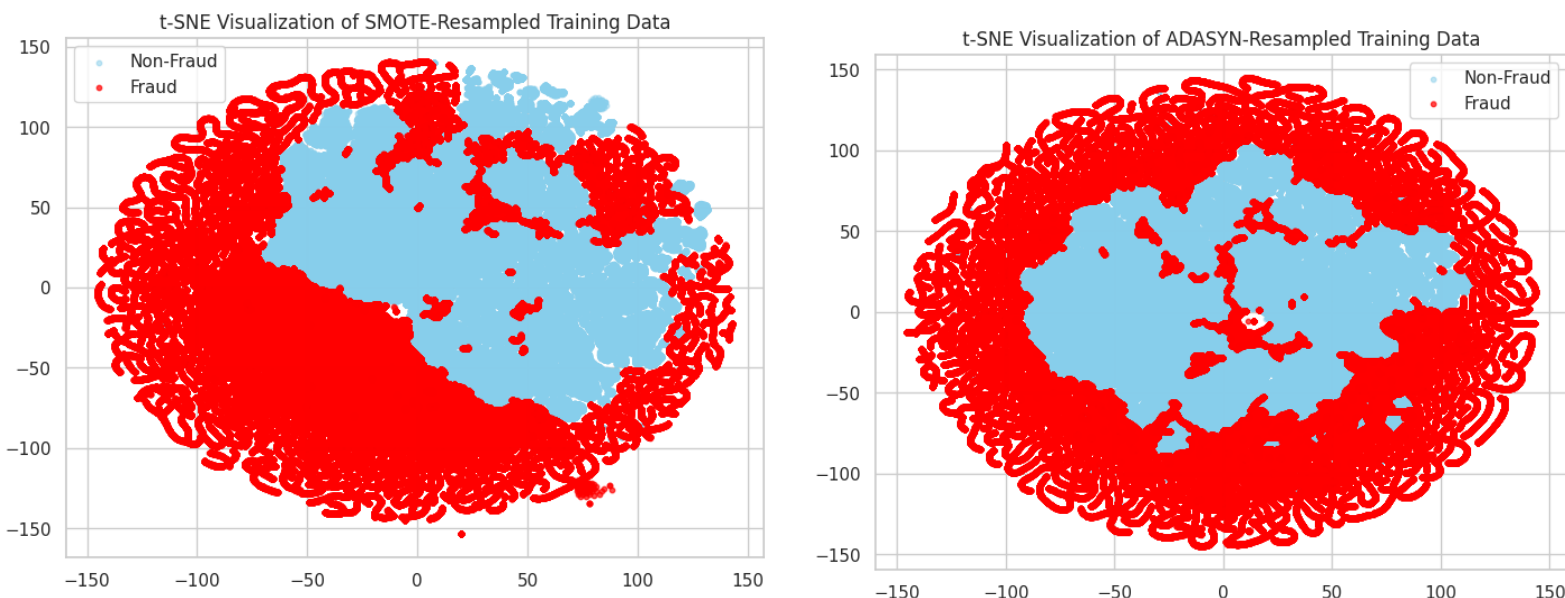 t-SNE Visualization of SMOTE-Resampled Training Data
150
100
50
0
−50
−100
−150
−150 −100 −50 0 50 100 150
Non-Fraud
Fraud
t-SNE Visualization of ADASYN-Resampled Training Data
150
100
50
0
−50
−100
−150
−150 −100 −50 0 50 100 150
Non-Fraud
Fraud